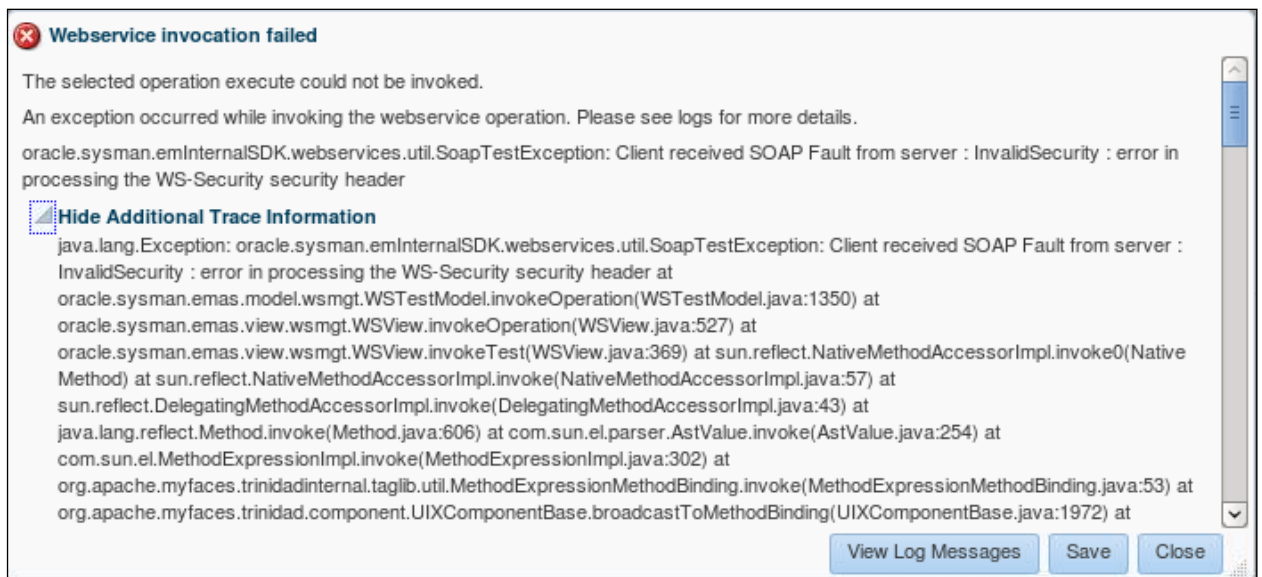 Webservice invocation failed
The selected operation execute could not be invoked.
An exception occurred while invoking the webservice operation. Please see logs for more details.
oracle.sysman.emInternalSDK.webservices.util.SoapTestException: Client received SOAP Fault from server : InvalidSecurity : error in
processing the WS-Security security header
Hide Additional Trace Information
java.lang.Exception: oracle.sysman.emInternalSDK.webservices.util.SoapTestException: Client received SOAP Fault from server :
InvalidSecurity : error in processing the WS-Security security header at
oracle.sysman.emas.model.wsmgt.WSTestModel.invokeOperation(WSTestModel.java:1350) at
oracle.sysman.emas.view.wsmgt.WSView.invokeOperation(WSView.java:527) at
oracle.sysman.emas.view.wsmgt.WSView.invokeTest(WSView.java:369) at sun.reflect.NativeMethodAccessorImpl.invoke0(Native
Method) at sun.reflect.NativeMethodAccessorImpl.invoke(NativeMethodAccessorImpl.java:57) at
sun.reflect.DelegatingMethodAccessorImpl.invoke(DelegatingMethodAccessorImpl.java:43) at
java.lang.reflect.Method.invoke(Method.java:606) at com.sun.el.parser.AstValue.invoke(AstValue.java:254) at
com.sun.el.MethodExpressionImpl.invoke(MethodExpressionImpl.java:302) at
org.apache.myfaces.trinidadinternal.taglib.util.MethodExpressionMethodBinding.invoke(MethodExpressionMethodBinding.java:53) at
org.apache.myfaces.trinidad.component.UIXComponentBase.broadcastToMethodBinding(UIXComponentBase.java:1972) at
View Log Messages Save Close